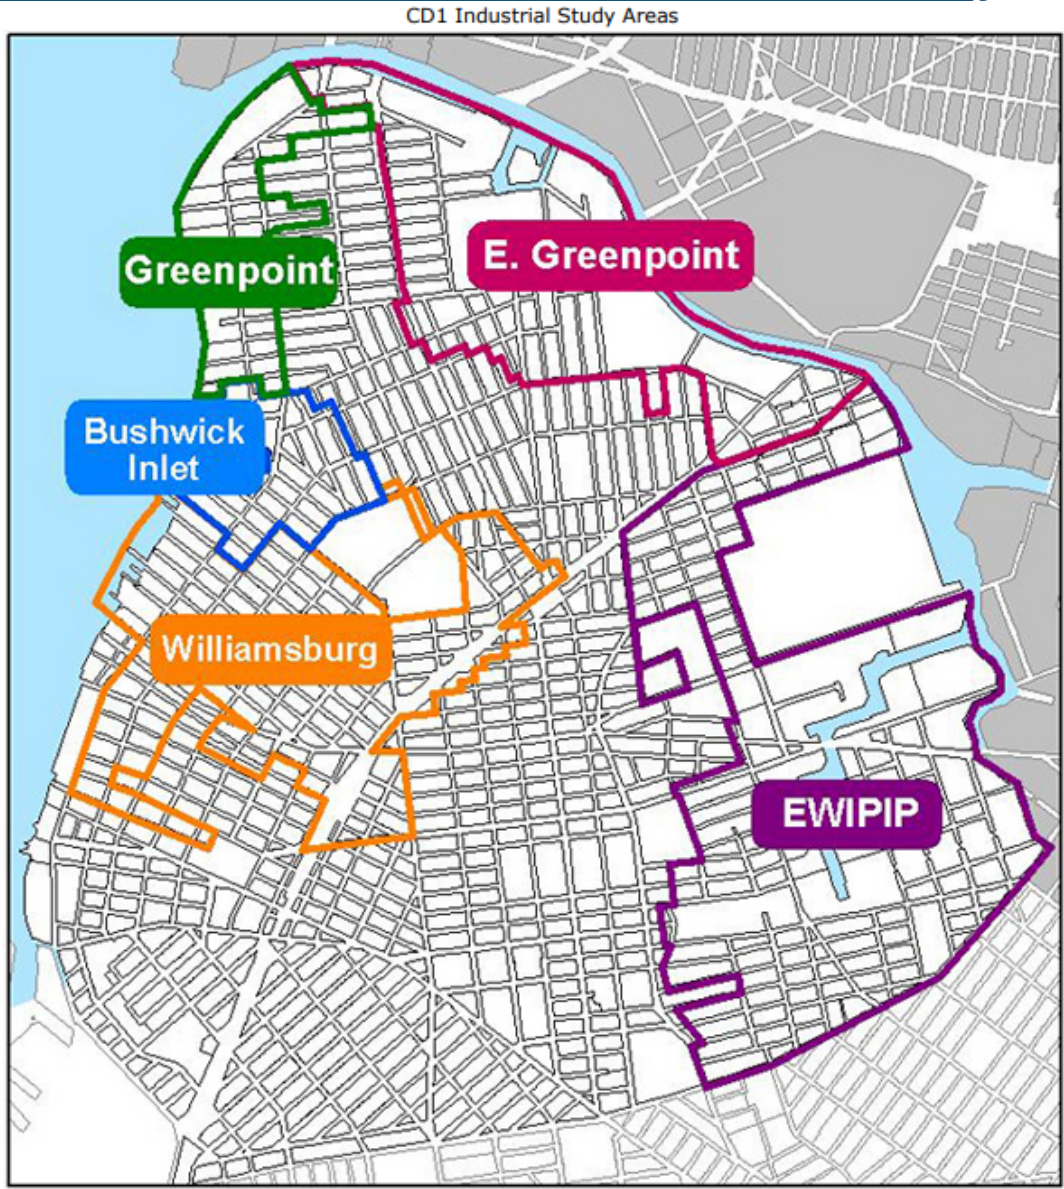 CD1 Industrial Study Areas
Greenpoint
E. Greenpoint
Bushwick
Inlet
Williamsburg
EWIPIP